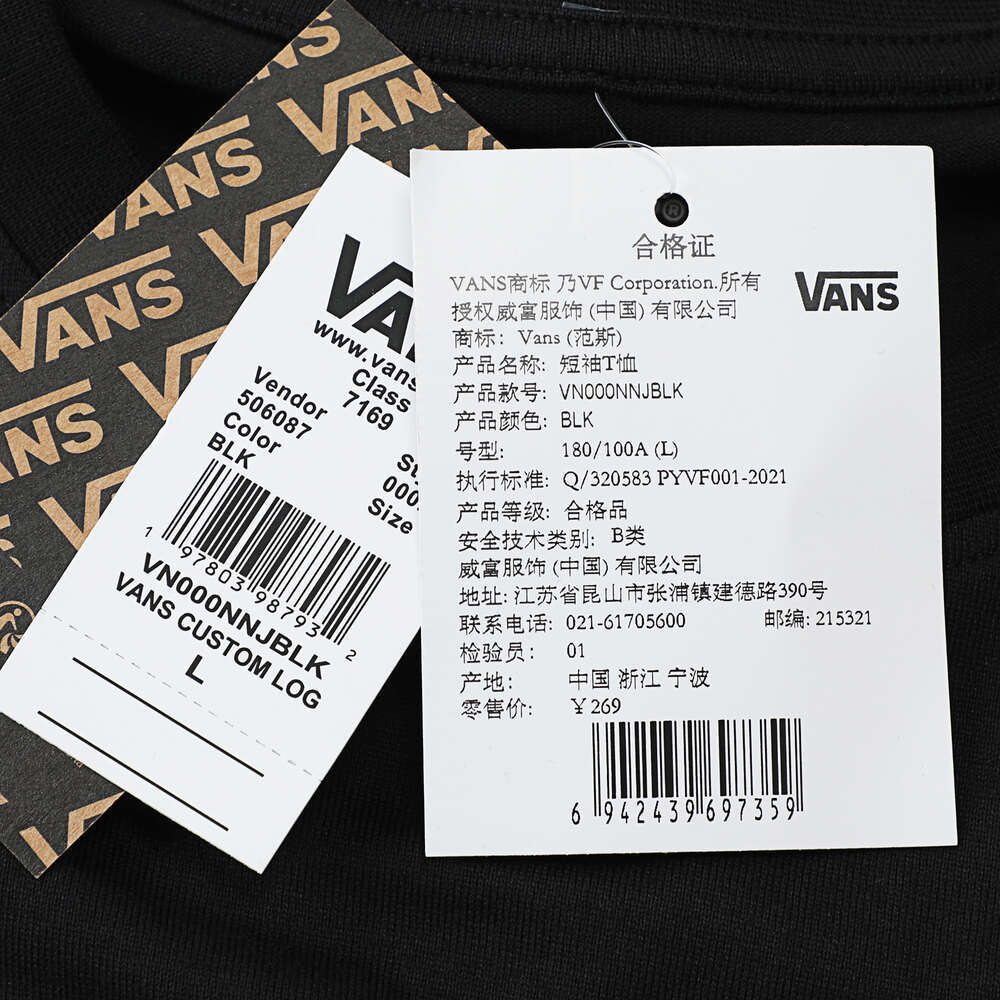 VANS
VANS
VANS
VANS
VANS
VANS
www.vans
Class
7169
Vendor
506087
Color
BLK
Size
1 97803 98793 2
VN000NNJBLK
VANS CUSTOM LOG
L
®
合格证
VANS商标 乃VF Corporation.所有
授权威富服饰 (中国) 有限公司
VANS
商标: Vans (范斯)
产品名称: 短袖T恤
产品款号: VN000NNJBLK
产品颜色: BLK
号型: 180/100A (L)
执行标准: Q/320583 PYVF001-2021
产品等级: 合格品
安全技术类别: B类
威富服饰 (中国) 有限公司
地址: 江苏省昆山市张浦镇建德路390号
联系电话: 021-61705600 邮编: 215321
检验员: 01
产地: 中国 浙江 宁波
零售价: ¥269
6 942439 697359